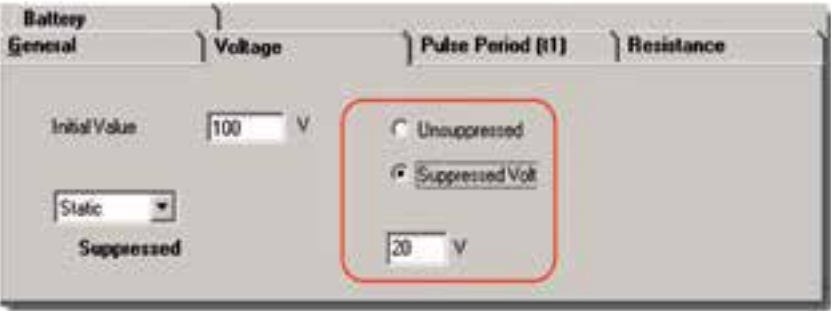 Battery
General Voltage Pulse Period (t1) Resistance
Initial Value 100 V Unsuppressed
Suppressed Volt
Static
Suppressed 20 V